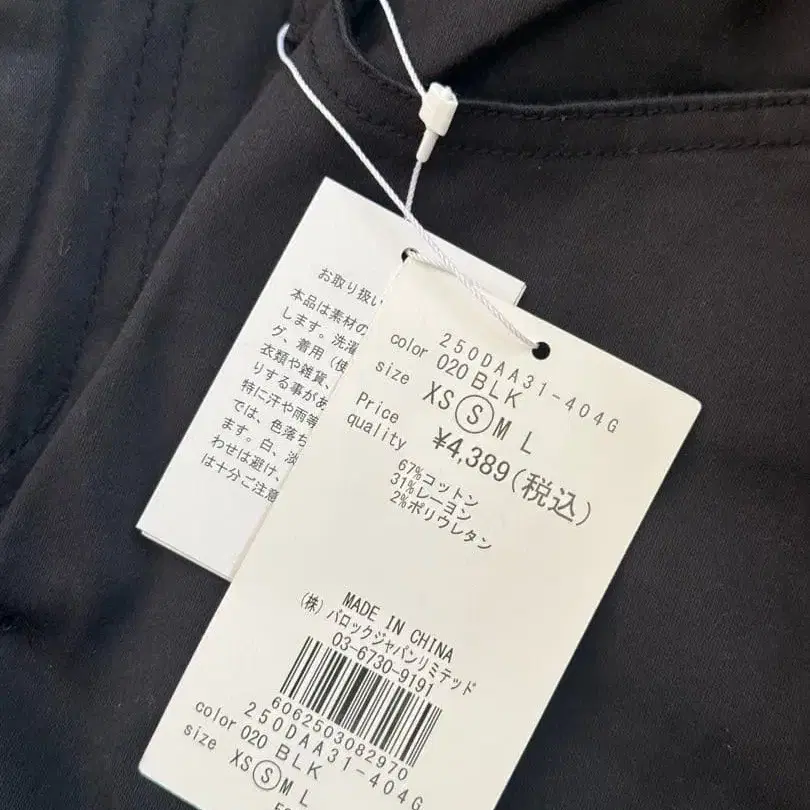 お取り扱い
本品は素材の
します。洗濯
グ、着用（使
衣類や雑貨、
りする事があ
特に汗や雨等
では、色落ち
ます。白、淡
わせは避け、
は十分ご注意
250DAA31-404G
color 020 BLK
size XS S M L
Price ¥4,389(税込)
quality
67%コットン
31%レーヨン
2%ポリウレタン
MADE IN CHINA
(株)バロックジャパンリミテッド
03-6730-9191
6062503082970
250DAA31-404G
color 020 BLK
size XS S M L